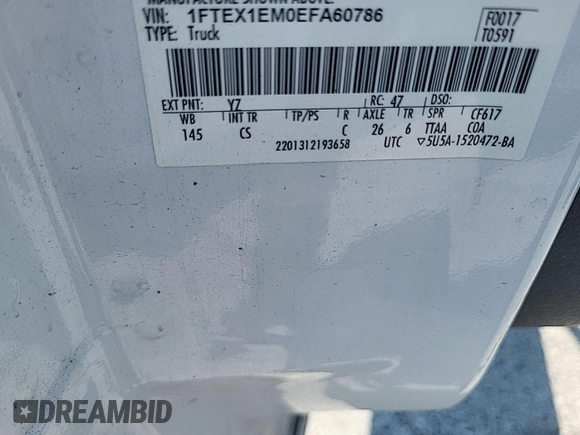 MANUFACTURE SHOWN ABOVE.
VIN: 1FTEX1EM0EFA60786
TYPE: Truck
F0017
T0591
EXT PNT: YZ RC: 47 DSO:
WB INT TR TP/PS R AXLE TR SPR CF617
145 CS C 26 6 TTAA COA
2201312193658 UTC ▽5U5A-1520472-BA
DREAMBID